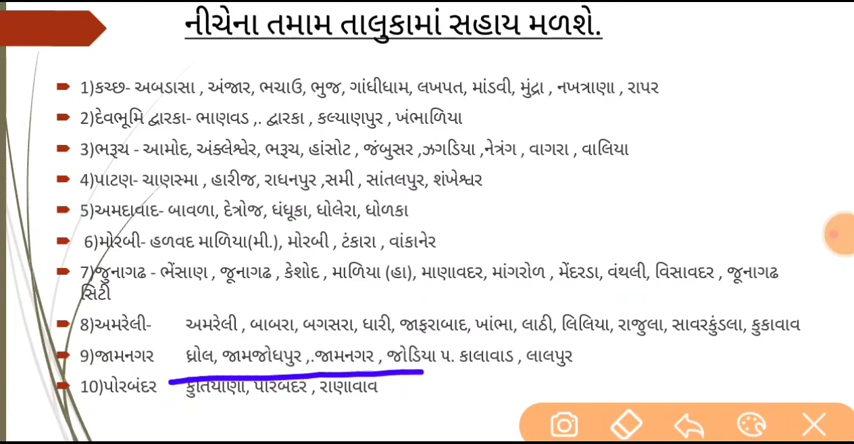 નીચેના તમામ તાલુકામાં સહાય મળશે.
1)કચ્છ- અબડાસા , અંજાર, ભચાઉ, ભુજ, ગાંધીધામ, લખપત, માંડવી, મુંદ્રા , નખત્રાણા , રાપર
2)દેવભૂમિ દ્વારકા- ભાણવડ ,. દ્વારકા , કલ્યાણપુર , ખંભાળિયા
3)ભરૂચ - આમોદ, અંક્લેશ્વેર, ભરૂચ, હાંસોટ , જંબુસર ,ઝગડિયા ,નેત્રંગ , વાગરા , વાલિયા
4)પાટણ- ચાણસ્મા , હારીજ, રાધનપુર ,સમી , સાંતલપુર, શંખેશ્વર
5)અમદાવાદ- બાવળા, દેત્રોજ, ધંધૂકા, ધોલેરા, ધોળકા
6)મોરબી- હળવદ માળિયા(મી.), મોરબી , ટંકારા , વાંકાનેર
7)જુનાગઢ - ભેંસાણ , જૂનાગઢ , કેશોદ , માળિયા (હા), માણાવદર, માંગરોળ , મેંદરડા, વંથલી, વિસાવદર , જૂનાગઢ
સિટી
8)અમરેલી- અમરેલી , બાબરા, બગસરા, ધારી, જાફરાબાદ, ખાંભા, લાઠી, લિલિયા, રાજુલા, સાવરકુંડલા, કુકાવાવ
9)જામનગર ધ્રોલ, જામજોધપુર ,.જામનગર , જોડિયા ૫. કાલાવાડ , લાલપુર
10)પોરબંદર કુતિયાણા, પોરબંદર , રાણાવાવ